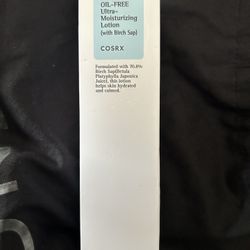 OIL-FREE
Ultra-
Moisturizing
Lotion
(with Birch Sap)
COSRX
Formulated with 70.6%
Birch Sap(Betula
Platyphylla Japonica
Juice), this lotion
helps skin hydrated
and calmed.